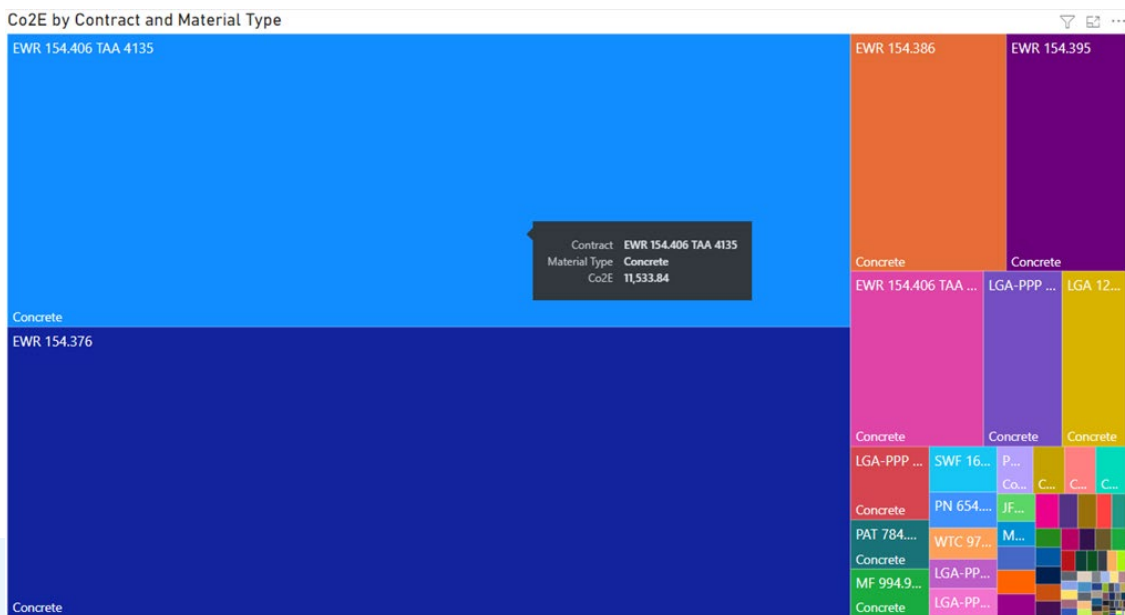 Co2E by Contract and Material Type
EWR 154.406 TAA 4135
Concrete
EWR 154.376
Concrete
Contract EWR 154.406 TAA 4135
Material Type Concrete
Co2E 11,533.84
EWR 154.386
Concrete
EWR 154.395
Concrete
EWR 154.406 TAA ...
Concrete
LGA-PPP ...
Concrete
LGA 12...
Concrete
LGA-PPP ...
Concrete
PAT 784....
Concrete
MF 994.9...
Concrete
SWF 16...
PN 654....
WTC 97...
LGA-PP...
LGA-PP...
P...
Co...
JF...
M...
C...
C...
C...